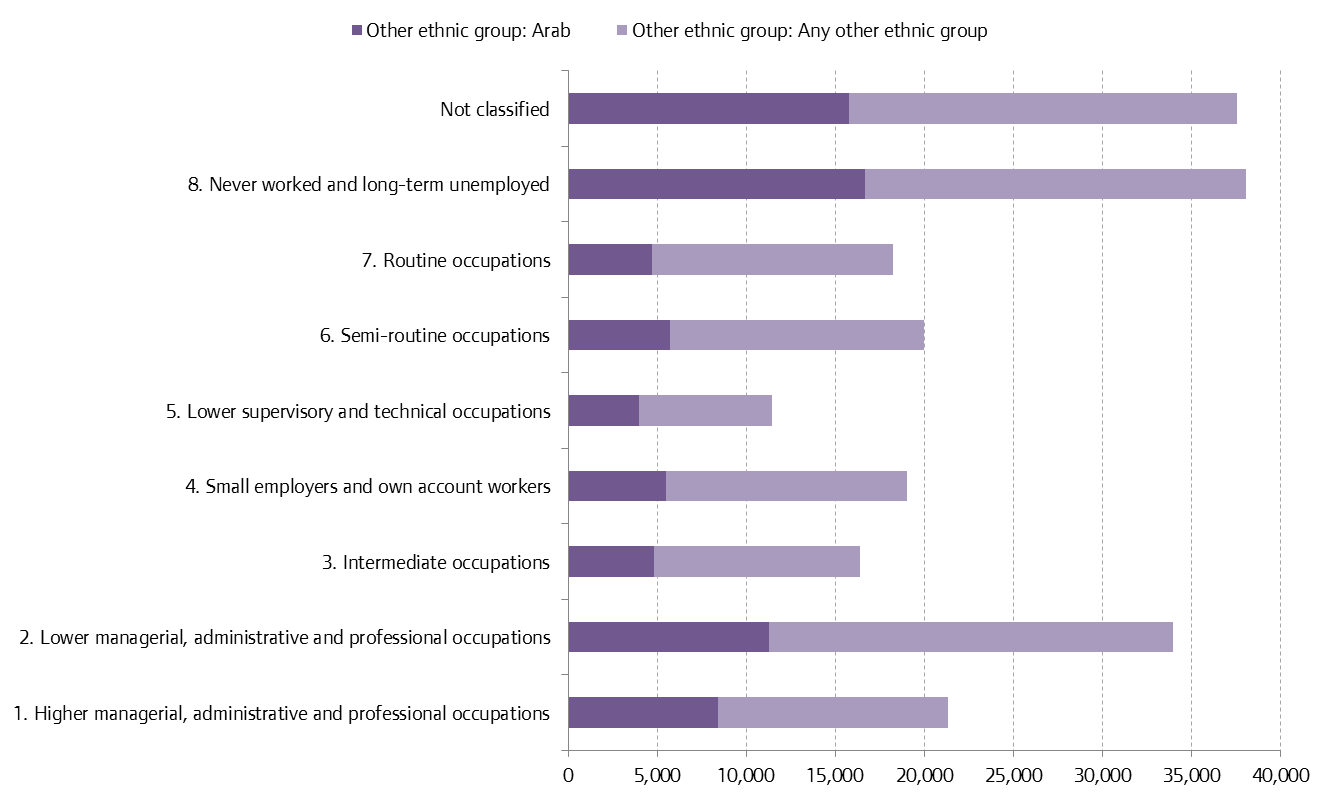 Other ethnic group: Arab Other ethnic group: Any other ethnic group
Not classified
8. Never worked and long-term unemployed
7. Routine occupations
6. Semi-routine occupations
5. Lower supervisory and technical occupations
4. Small employers and own account workers
3. Intermediate occupations
2. Lower managerial, administrative and professional occupations
1. Higher managerial, administrative and professional occupations
0 5,000 10,000 15,000 20,000 25,000 30,000 35,000 40,000